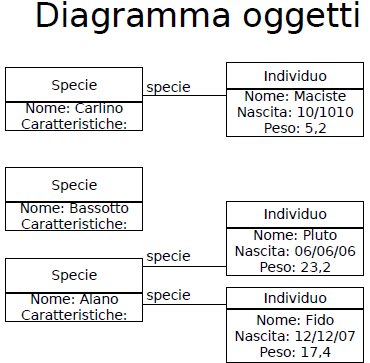 Diagramma oggetti
Specie
Nome: Carlino
Caratteristiche:
specie
Individuo
Nome: Maciste
Nascita: 10/1010
Peso: 5,2
Specie
Nome: Bassotto
Caratteristiche:
Specie
Nome: Alano
Caratteristiche:
specie
Individuo
Nome: Pluto
Nascita: 06/06/06
Peso: 23,2
specie
Individuo
Nome: Fido
Nascita: 12/12/07
Peso: 17,4